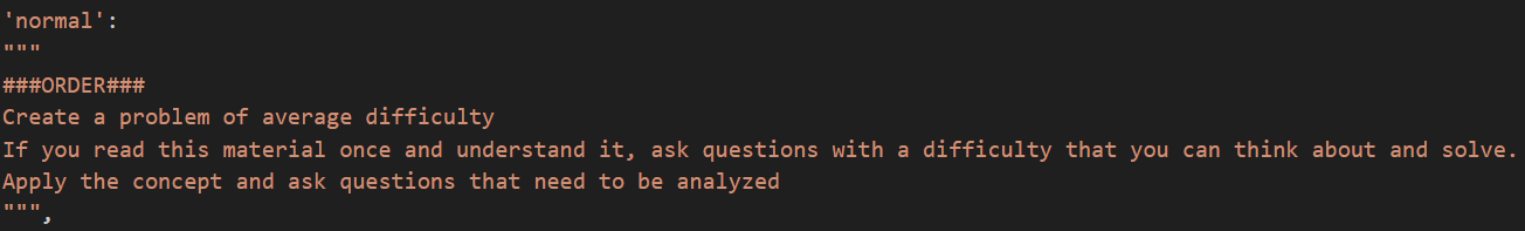 'normal':
"""
###ORDER###
Create a problem of average difficulty
If you read this material once and understand it, ask questions with a difficulty that you can think about and solve.
Apply the concept and ask questions that need to be analyzed
""",